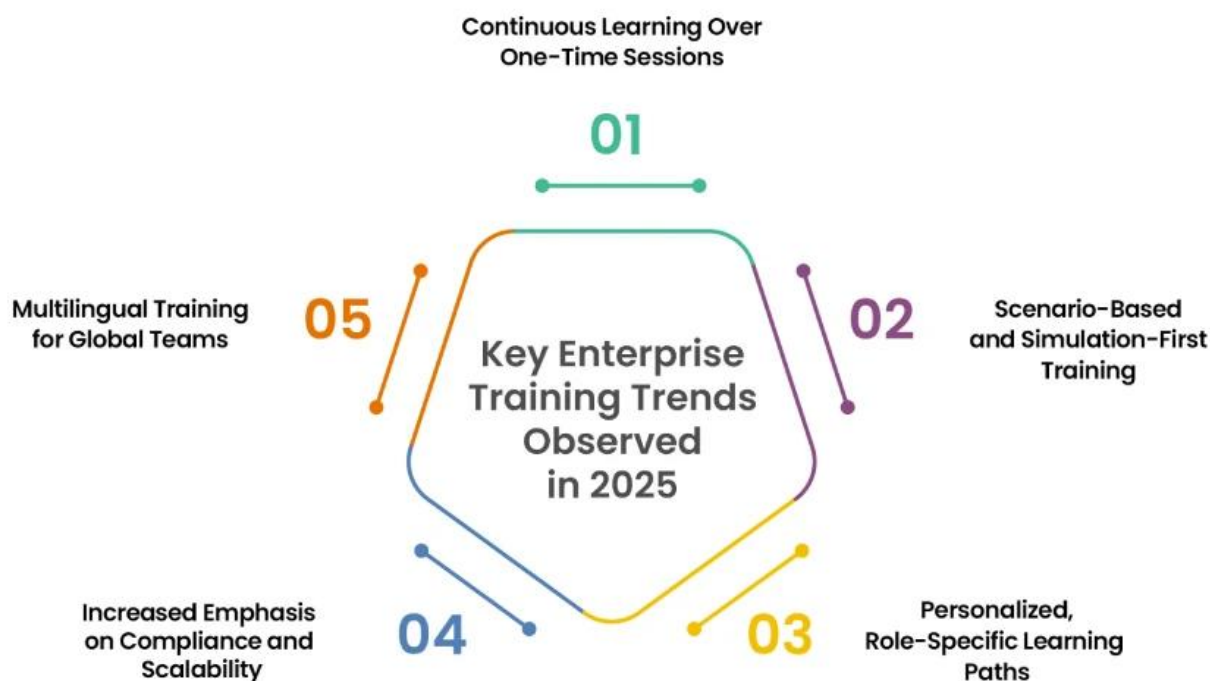 Continuous Learning Over
One-Time Sessions
01
02
Scenario-Based
and Simulation-First
Training
03
Personalized,
Role-Specific Learning
Paths
04
Increased Emphasis
on Compliance and
Scalability
05
Multilingual Training
for Global Teams
Key Enterprise
Training Trends
Observed
in 2025